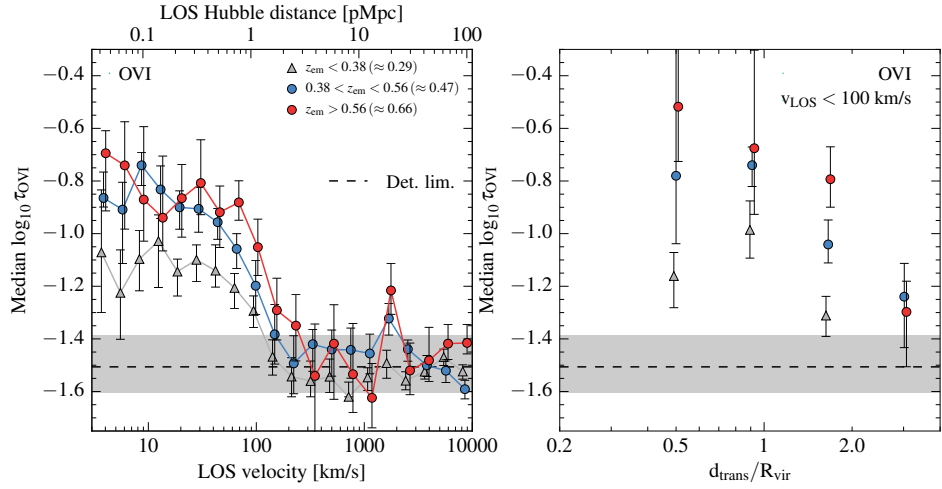 LOS Hubble distance [pMpc]
0.1 1 10 100
OVI
z_em < 0.38 (≈ 0.29)
0.38 < z_em < 0.56 (≈ 0.47)
z_em > 0.56 (≈ 0.66)
Det. lim.
Median log₁₀ τ_OVI
−0.4
−0.6
−0.8
−1.0
−1.2
−1.4
−1.6
10 100 1000 10000
LOS velocity [km/s]
OVI
v_LOS < 100 km/s
Median log₁₀ τ_OVI
−0.4
−0.6
−0.8
−1.0
−1.2
−1.4
−1.6
0.2 0.5 1 2.0
d_trans/R_vir